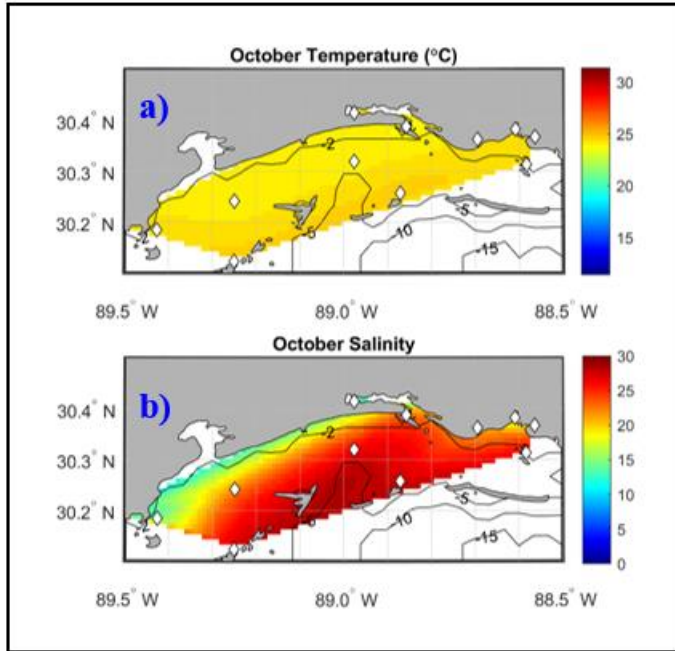 October Temperature (°C)
a)
30.4° N
30.3° N
30.2° N
-2
-5
-5
-10
-15
89.5° W
89.0° W
88.5° W
30
25
20
15
October Salinity
b)
30.4° N
30.3° N
30.2° N
-2
-5
-10
-15
89.5° W
89.0° W
88.5° W
30
25
20
15
10
5
0